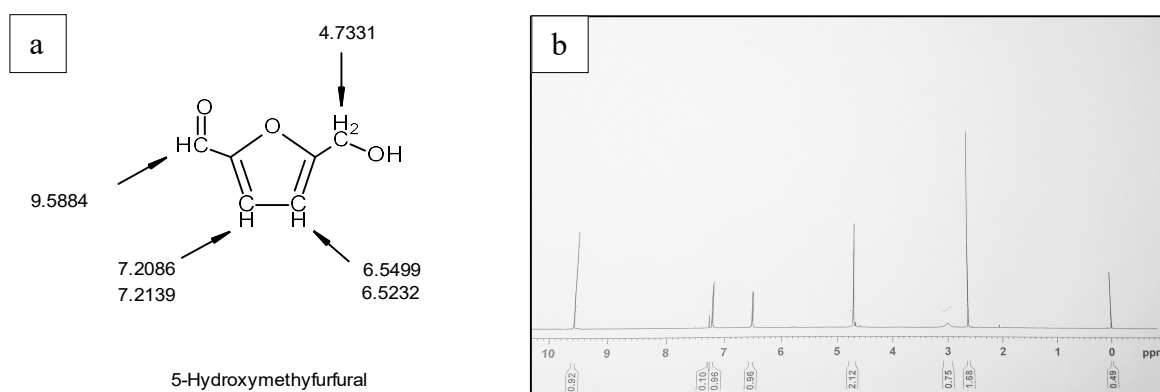 a
4.7331
O
HC
O
H2
C
OH
9.5884
C
H
C
H
7.2086
7.2139
6.5499
6.5232
5-Hydroxymethyfurfural
b
10 9 8 7 6 5 4 3 2 1 0 ppm
0.92 0.10 0.96 0.96 2.12 0.75 1.68 0.49